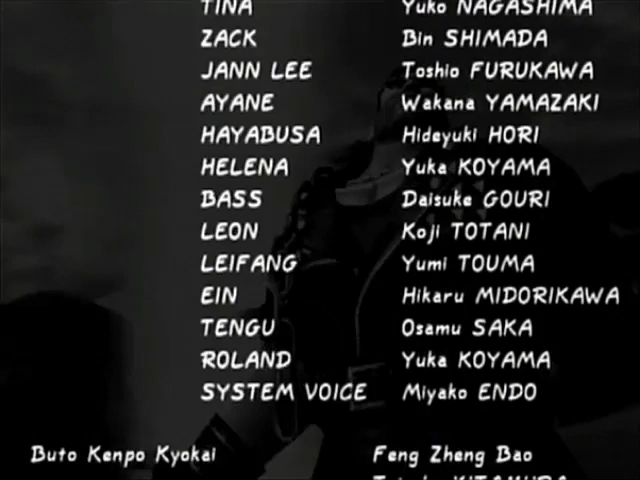 TINA Yuko NAGASHIMA
ZACK Bin SHIMADA
JANN LEE Toshio FURUKAWA
AYANE Wakana YAMAZAKI
HAYABUSA Hideyuki HORI
HELENA Yuka KOYAMA
BASS Daisuke GOURI
LEON Koji TOTANI
LEIFANG Yumi TOUMA
EIN Hikaru MIDORIKAWA
TENGU Osamu SAKA
ROLAND Yuka KOYAMA
SYSTEM VOICE Miyako ENDO
Buto Kenpo Kyokai Feng Zheng Bao
KITAMURA